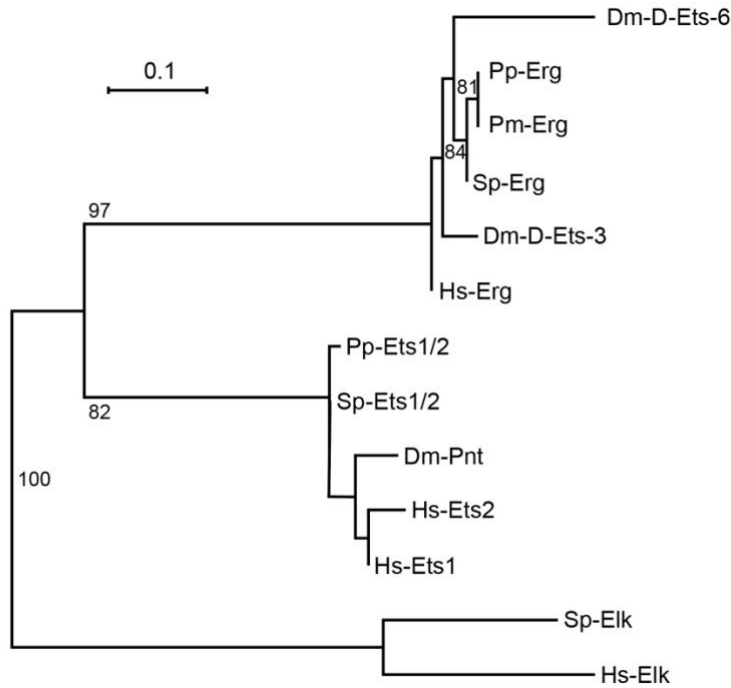 Dm-D-Ets-6
0.1
Pp-Erg
81
Pm-Erg
84
Sp-Erg
97
Dm-D-Ets-3
Hs-Erg
Pp-Ets1/2
Sp-Ets1/2
82
Dm-Pnt
100
Hs-Ets2
Hs-Ets1
Sp-Elk
Hs-Elk